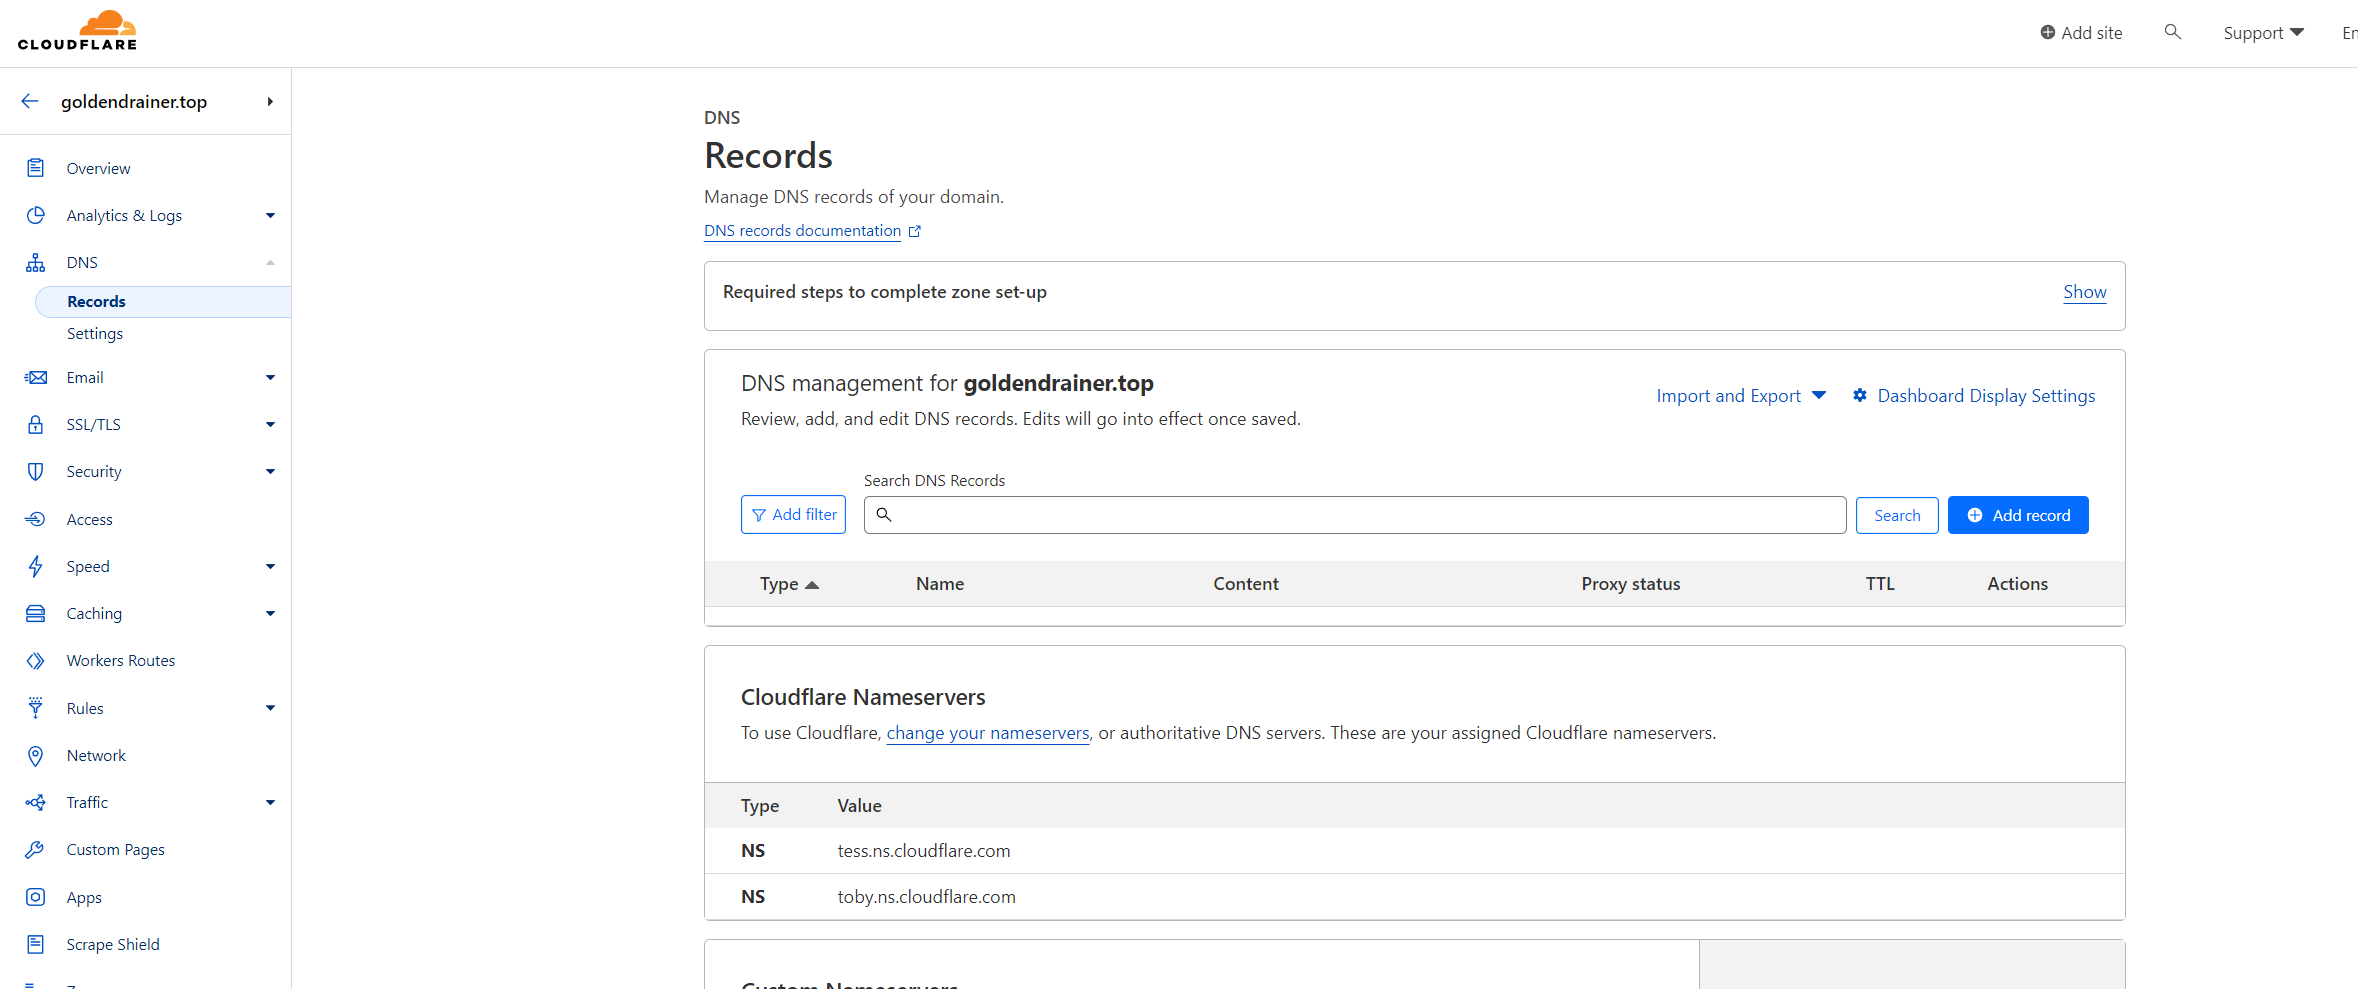 CLOUDFLARE
Add site
Support
goldendrainer.top
Overview
Analytics & Logs
DNS
Records
Settings
Email
SSL/TLS
Security
Access
Speed
Caching
Workers Routes
Rules
Network
Traffic
Custom Pages
Apps
Scrape Shield
DNS
Records
Manage DNS records of your domain.
DNS records documentation
Required steps to complete zone set-up
Show
DNS management for goldendrainer.top
Review, add, and edit DNS records. Edits will go into effect once saved.
Import and Export
Dashboard Display Settings
Search DNS Records
Add filter
Search
Add record
Type Name Content Proxy status TTL Actions
Cloudflare Nameservers
To use Cloudflare, change your nameservers, or authoritative DNS servers. These are your assigned Cloudflare nameservers.
Type Value
NS tess.ns.cloudflare.com
NS toby.ns.cloudflare.com
Custom Nameservers